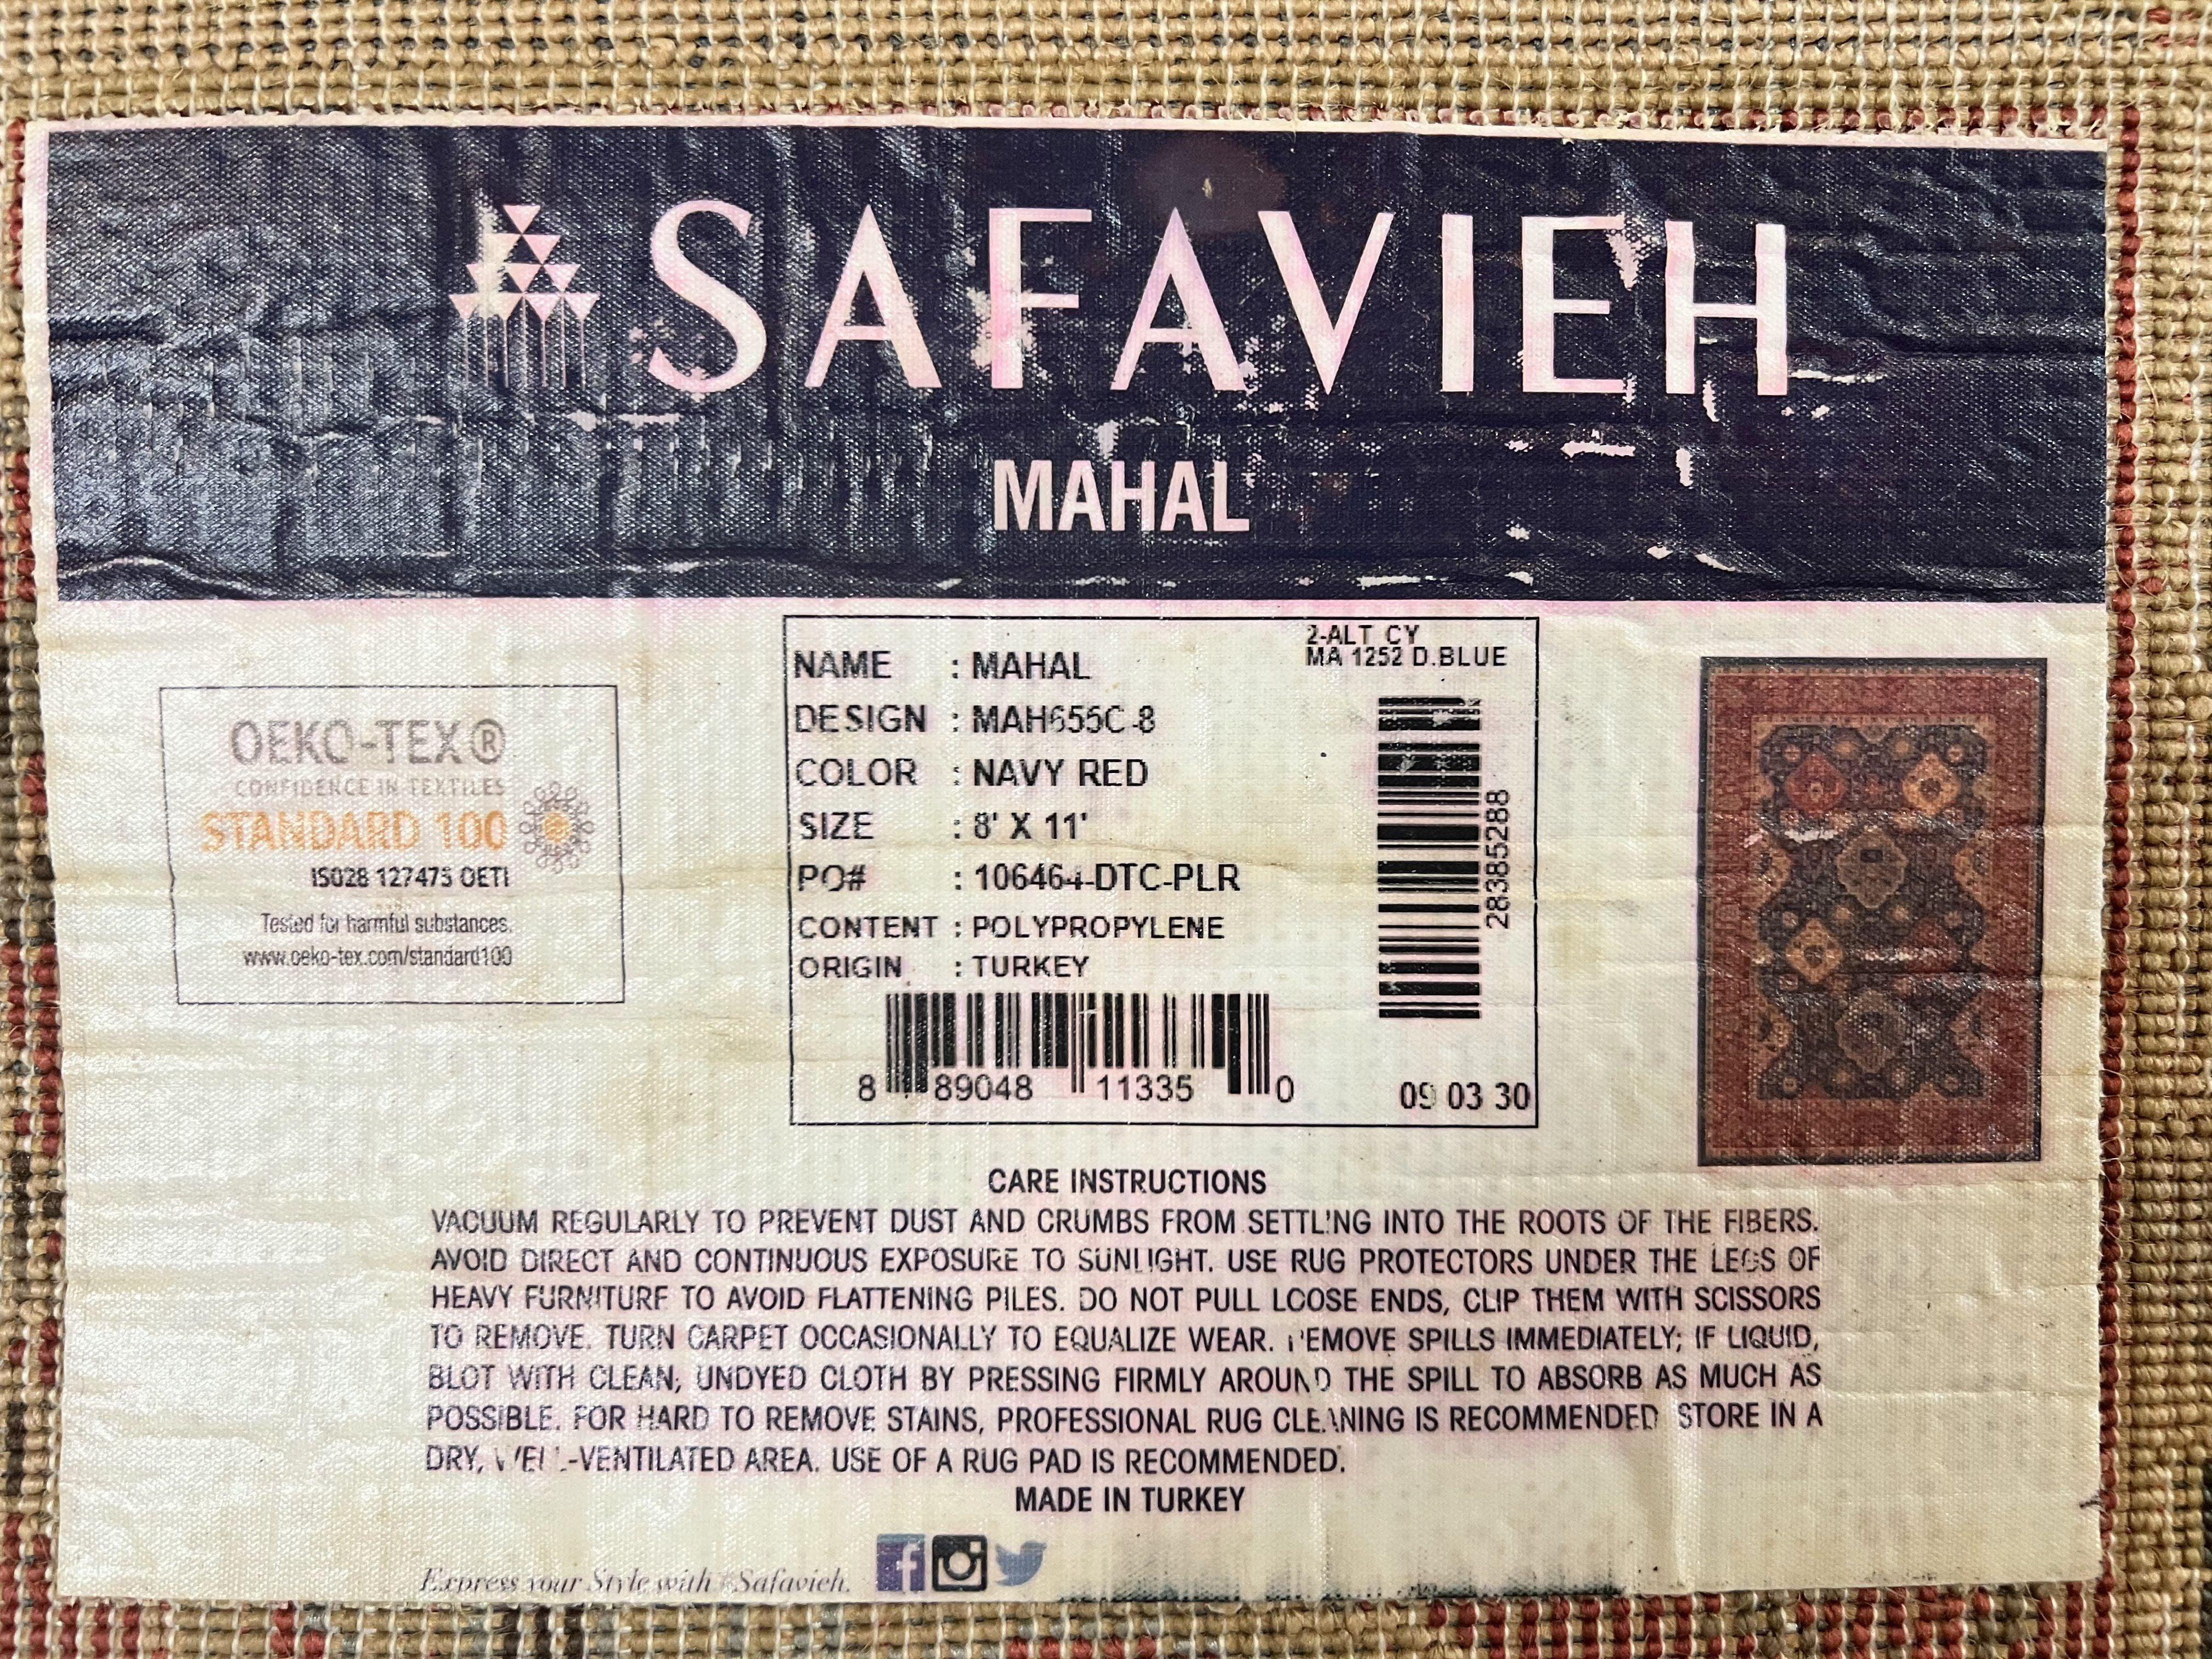 SAFAVIEH
MAHAL
OEKO-TEX®
CONFIDENCE IN TEXTILES
STANDARD 100
IS028 127475 OETI
Tested for harmful substances.
www.oeko-tex.com/standard100
2-ALT CY
MA 1252 D.BLUE
NAME : MAHAL
DESIGN : MAH655C-8
COLOR : NAVY RED
SIZE : 8' X 11'
PO# : 106464-DTC-PLR
CONTENT : POLYPROPYLENE
ORIGIN : TURKEY
28385288
8 89048 11335 0
09 03 30
CARE INSTRUCTIONS
VACUUM REGULARLY TO PREVENT DUST AND CRUMBS FROM SETTLING INTO THE ROOTS OF THE FIBERS.
AVOID DIRECT AND CONTINUOUS EXPOSURE TO SUNLIGHT. USE RUG PROTECTORS UNDER THE LEGS OF
HEAVY FURNITURE TO AVOID FLATTENING PILES. DO NOT PULL LOOSE ENDS, CLIP THEM WITH SCISSORS
TO REMOVE. TURN CARPET OCCASIONALLY TO EQUALIZE WEAR. REMOVE SPILLS IMMEDIATELY; IF LIQUID,
BLOT WITH CLEAN, UNDYED CLOTH BY PRESSING FIRMLY AROUND THE SPILL TO ABSORB AS MUCH AS
POSSIBLE. FOR HARD TO REMOVE STAINS, PROFESSIONAL RUG CLEANING IS RECOMMENDED STORE IN A
DRY, WELL-VENTILATED AREA. USE OF A RUG PAD IS RECOMMENDED.
MADE IN TURKEY
Express your Style with Safavieh.